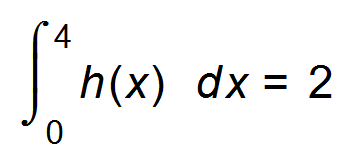 ∫₀⁴ h(x) dx = 2